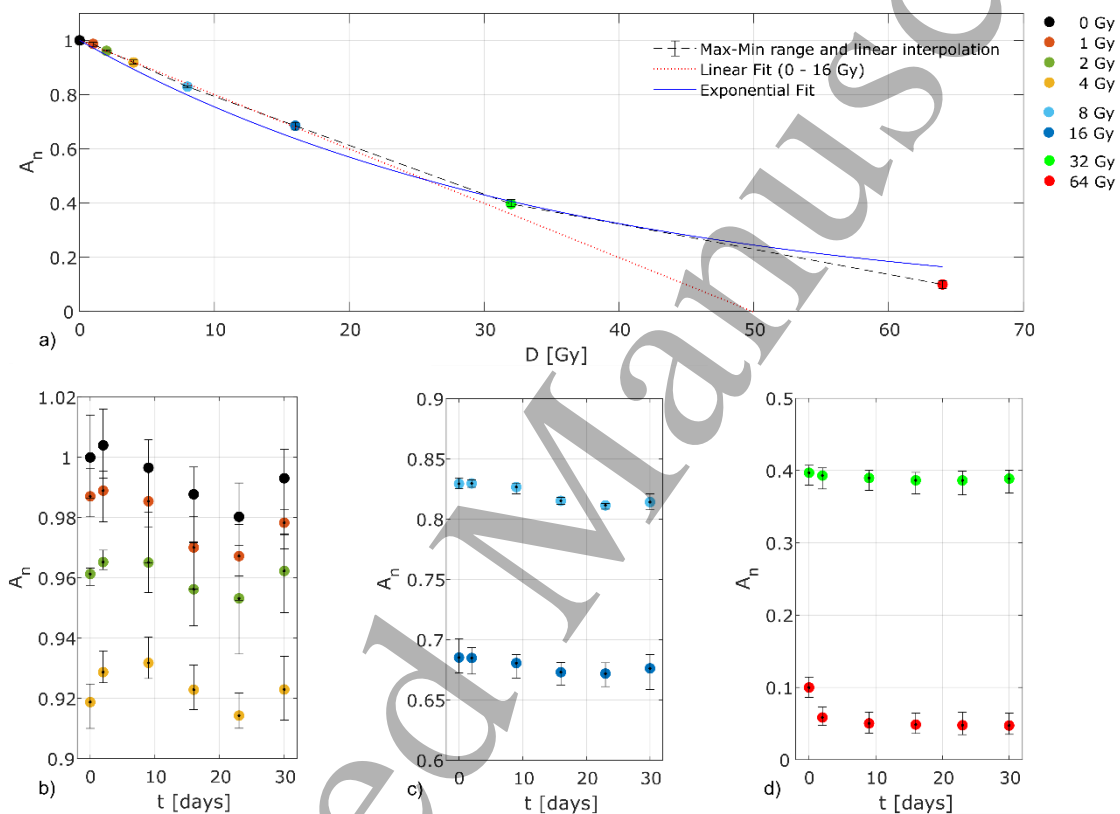 1
0.8
0.6
0.4
0.2
0
A_n
0 10 20 30 40 50 60 70
D [Gy]
a)
Max-Min range and linear interpolation
Linear Fit (0 - 16 Gy)
Exponential Fit
0 Gy
1 Gy
2 Gy
4 Gy
8 Gy
16 Gy
32 Gy
64 Gy
1.02
1
0.98
0.96
0.94
0.92
0.9
A_n
0 10 20 30
t [days]
b)
0.9
0.85
0.8
0.75
0.7
0.65
0.6
A_n
0 10 20 30
t [days]
c)
0.5
0.4
0.3
0.2
0.1
0
A_n
0 10 20 30
t [days]
d)
ed Manusc